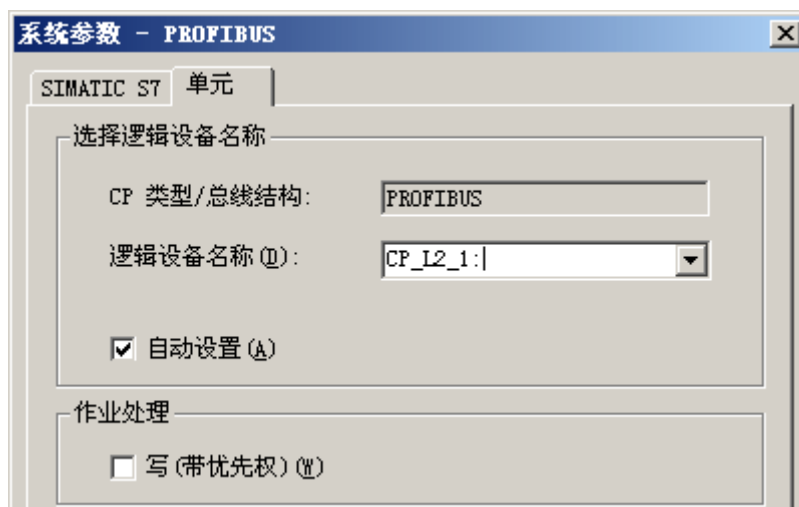 系统参数 - PROFIBUS
SIMATIC S7 单元
选择逻辑设备名称
CP 类型/总线结构: PROFIBUS
逻辑设备名称(D): CP_L2_1:
自动设置(A)
作业处理
写(带优先权)(W)